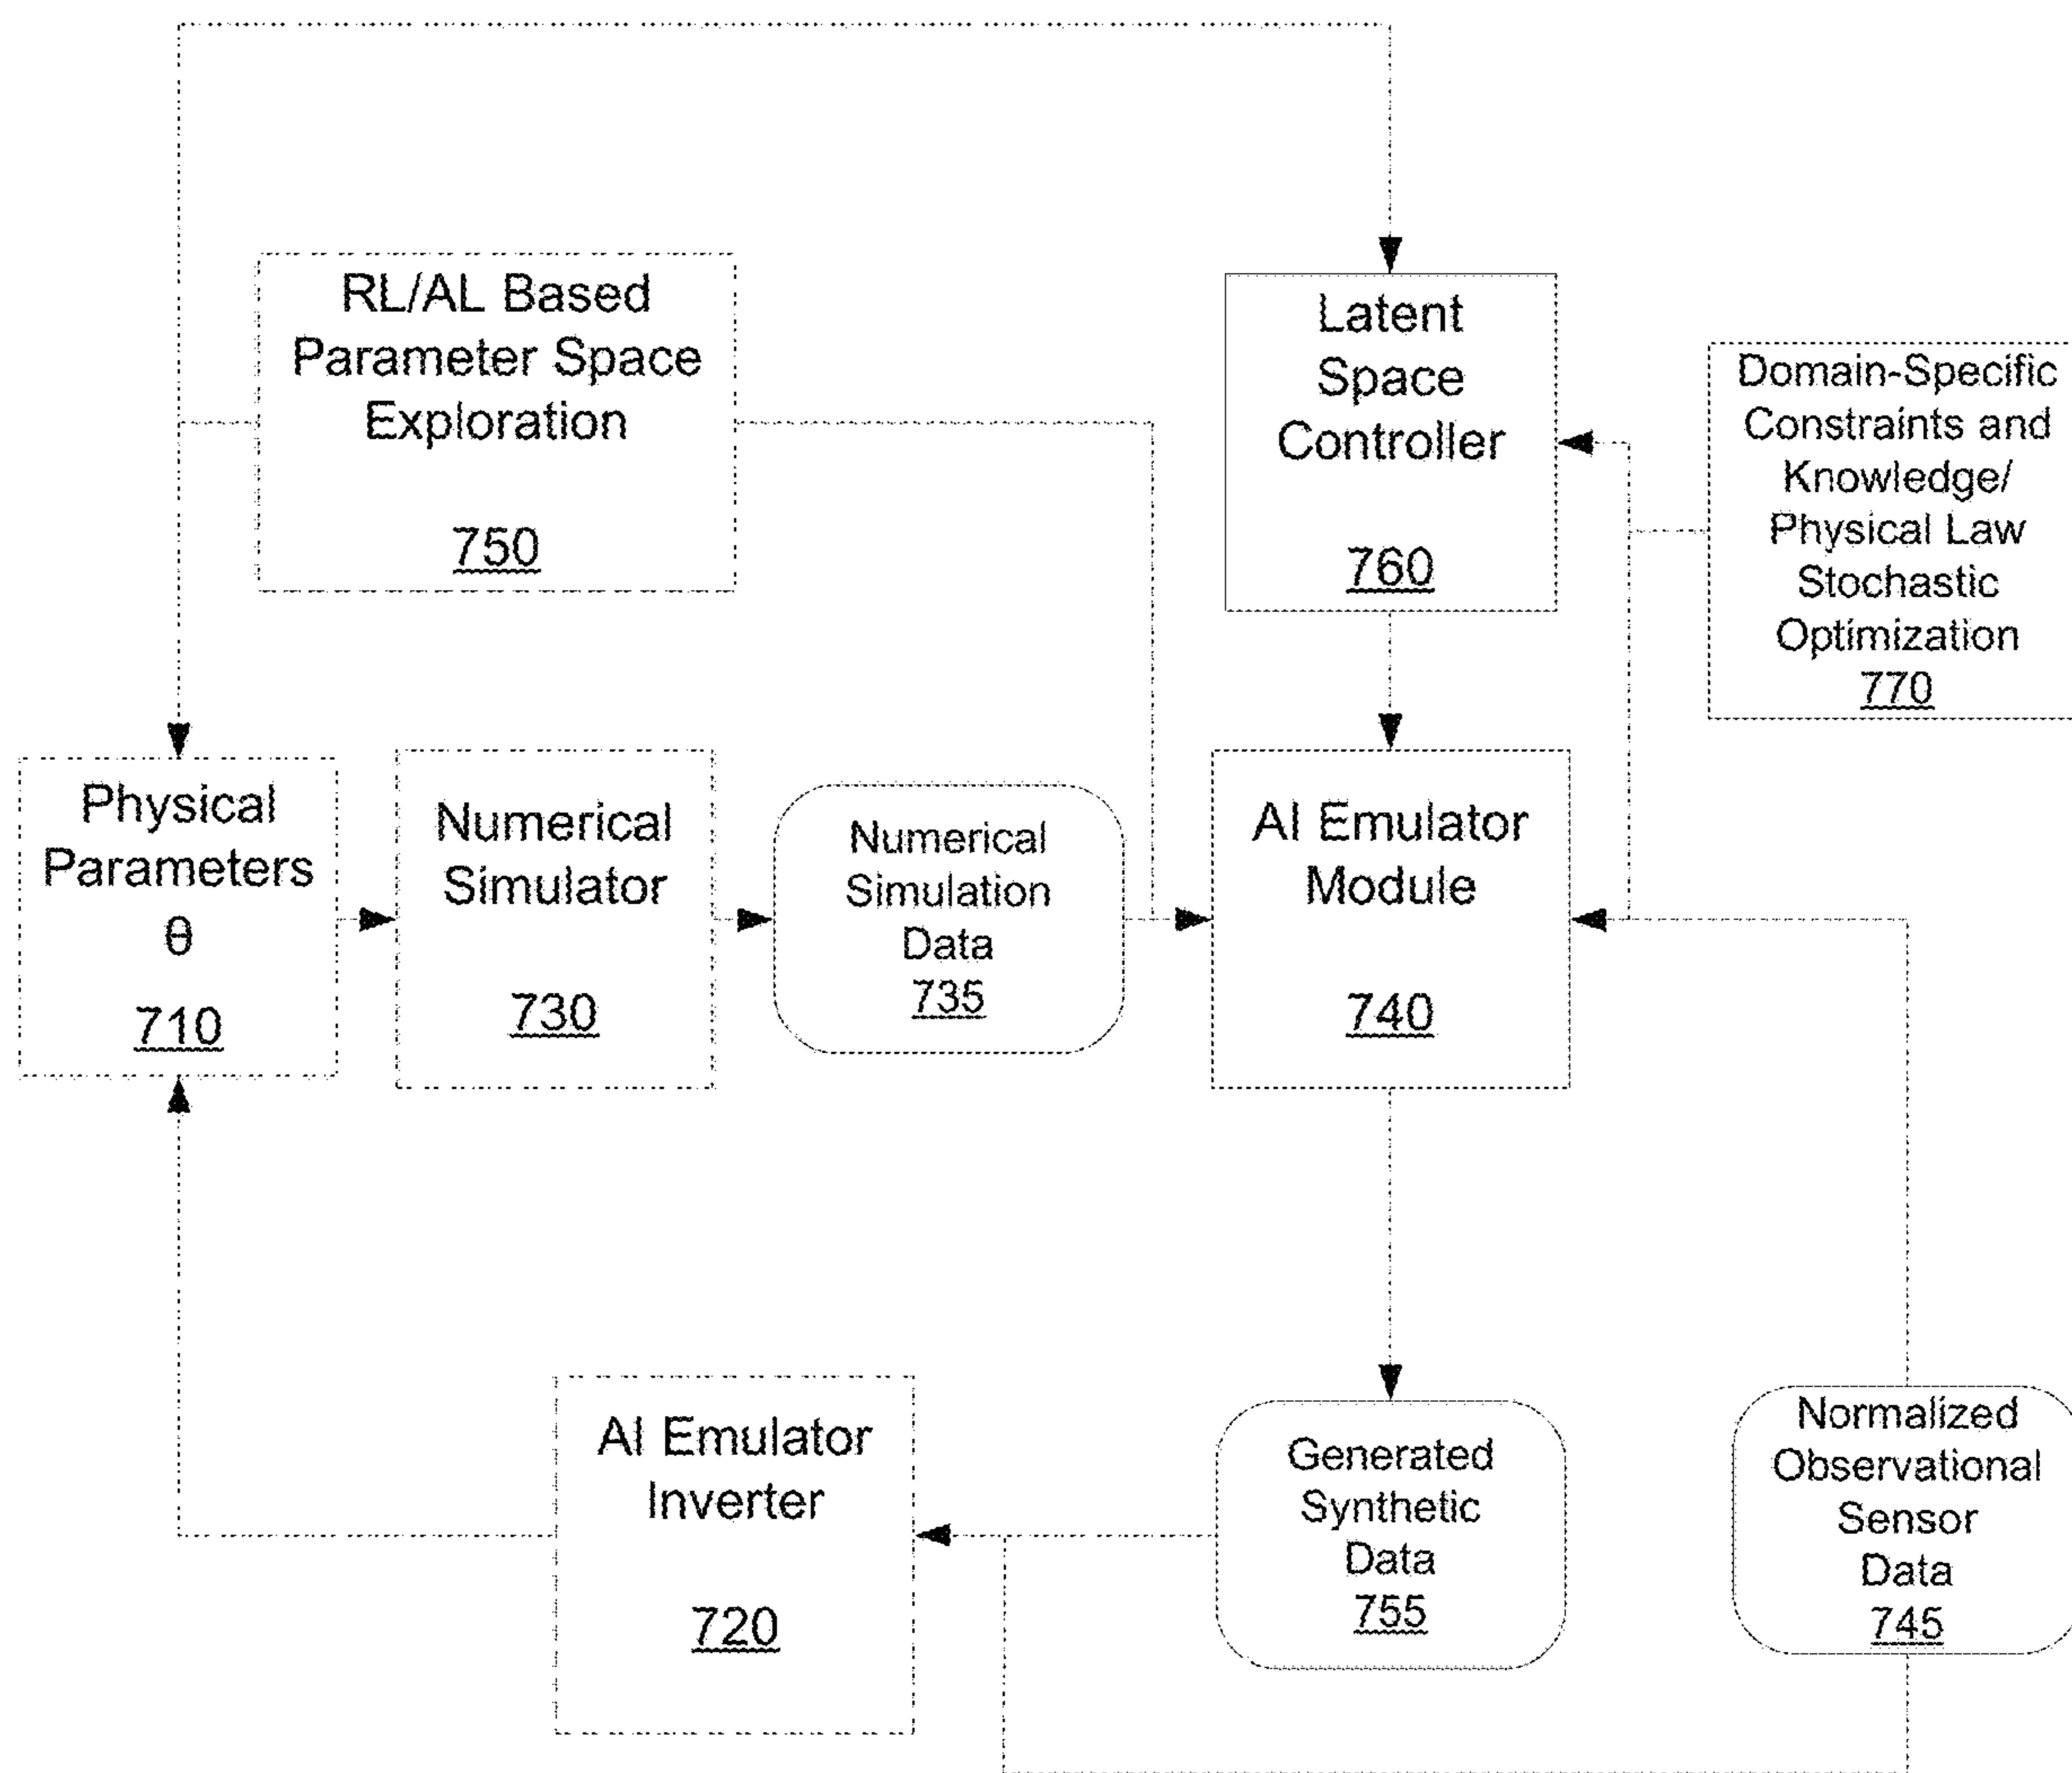 RL/AL Based
Parameter Space
Exploration
750
Latent
Space
Controller
760
Domain-Specific
Constraints and
Knowledge/
Physical Law
Stochastic
Optimization
770
Physical
Parameters
θ
710
Numerical
Simulator
730
Numerical
Simulation
Data
735
AI Emulator
Module
740
AI Emulator
Inverter
720
Generated
Synthetic
Data
755
Normalized
Observational
Sensor
Data
745